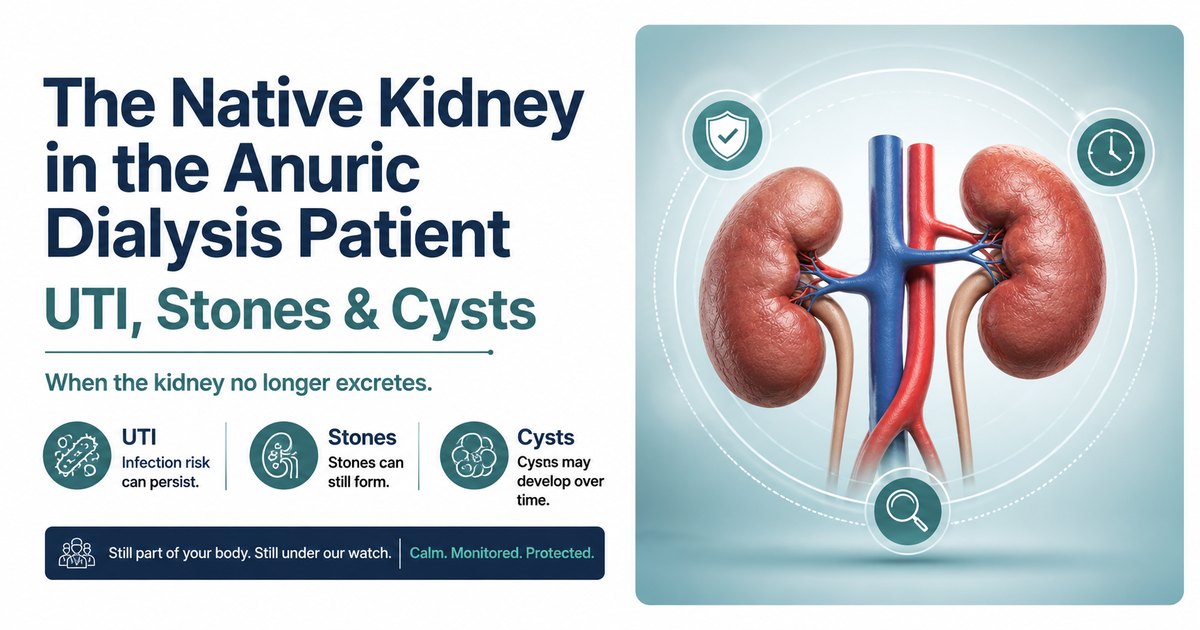 The Native Kidney
in the Anuric
Dialysis Patient
UTI, Stones & Cysts
When the kidney no longer excretes.
UTI
Infection risk
can persist.
Stones
Stones can
still form.
Cysts
Cysns may
develop over
time.
Still part of your body. Still under our watch.
Calm. Monitored. Protected.